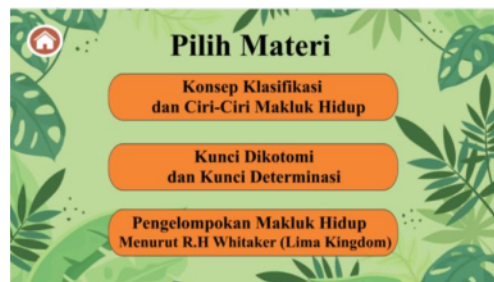 Pilih Materi
Konsep Klasifikasi
dan Ciri-Ciri Makluk Hidup
Kunci Dikotomi
dan Kunci Determinasi
Pengelompokan Makluk Hidup
Menurut R.H Whitaker (Lima Kingdom)